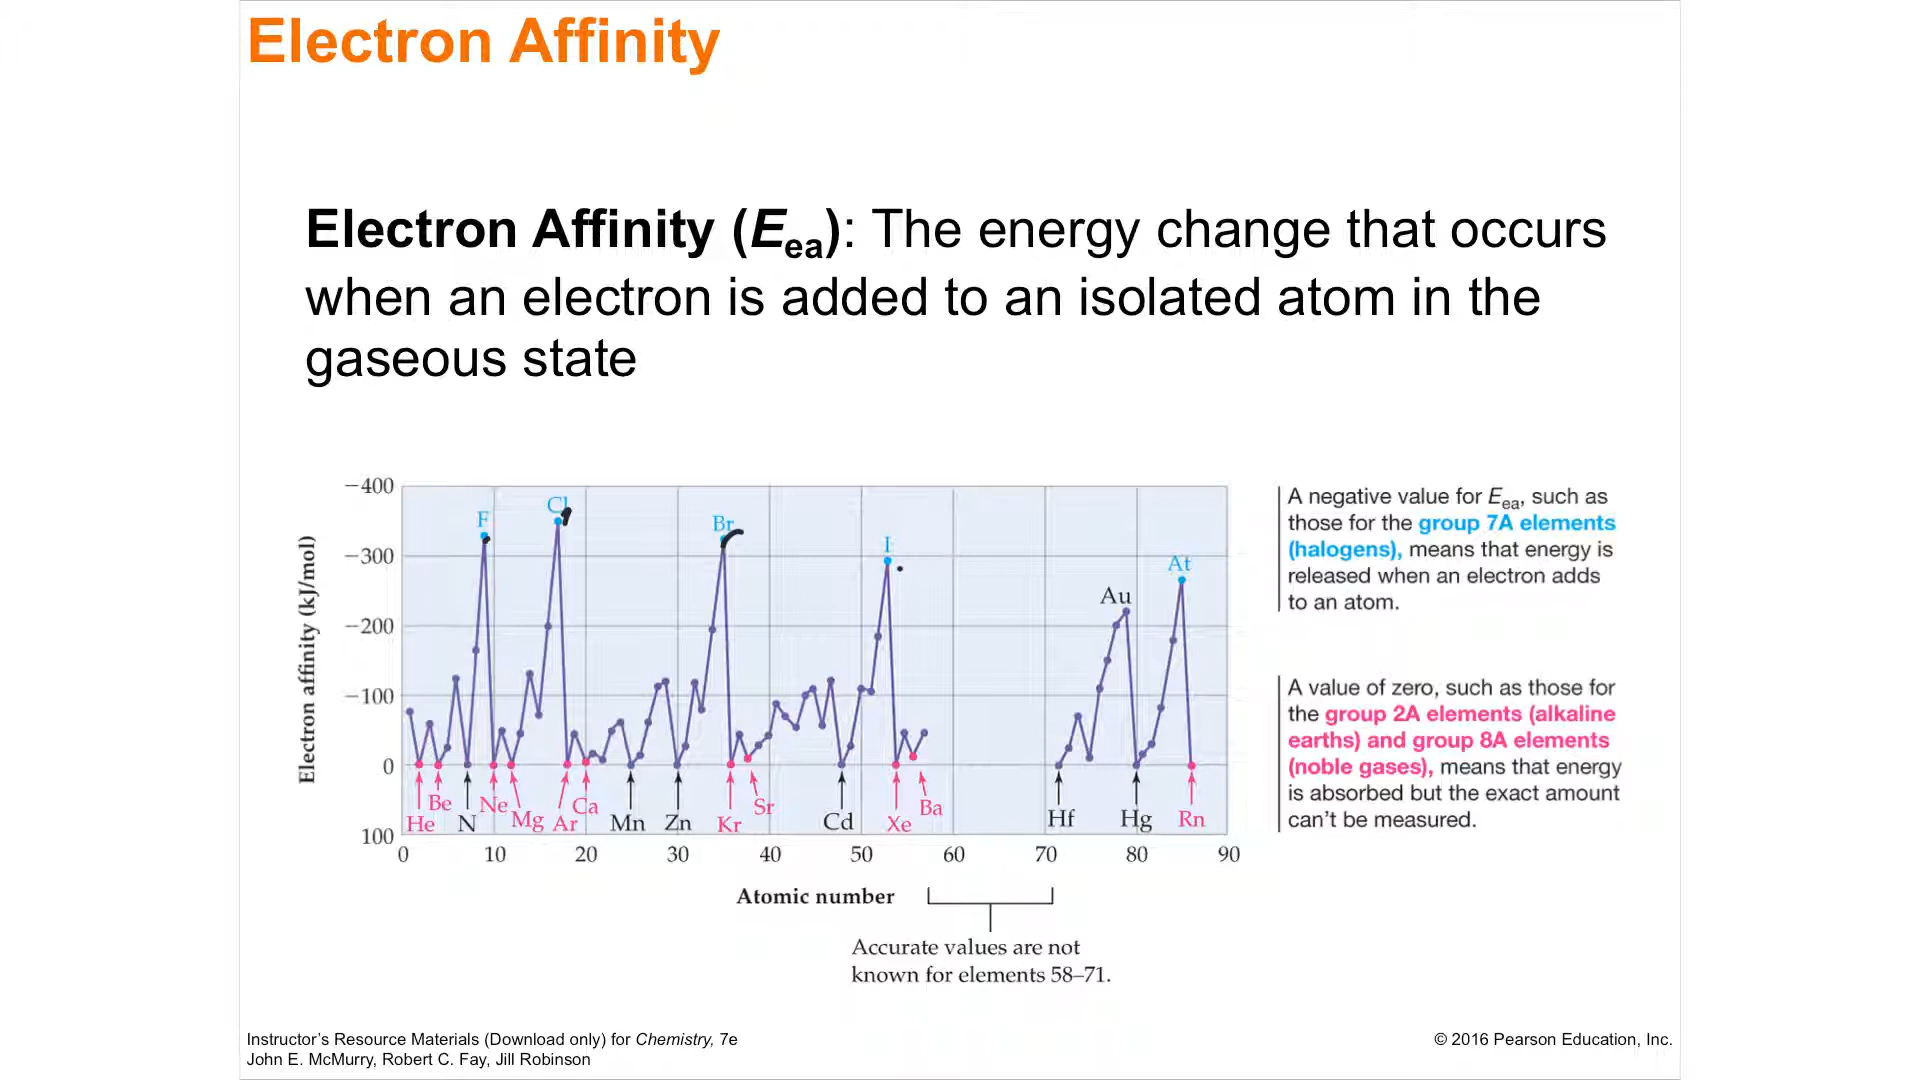 Electron Affinity
Electron Affinity (Eea): The energy change that occurs
when an electron is added to an isolated atom in the
gaseous state
−400
−300
−200
−100
0
100
Electron affinity (kJ/mol)
F
Cl
Br
I
Au
At
He
Be
N
Ne
Mg
Ar
Ca
Mn
Zn
Kr
Sr
Cd
Xe
Ba
Hf
Hg
Rn
0 10 20 30 40 50 60 70 80 90
Atomic number
Accurate values are not
known for elements 58–71.
A negative value for Eea, such as
those for the group 7A elements
(halogens), means that energy is
released when an electron adds
to an atom.
A value of zero, such as those for
the group 2A elements (alkaline
earths) and group 8A elements
(noble gases), means that energy
is absorbed but the exact amount
can’t be measured.
Instructor’s Resource Materials (Download only) for Chemistry, 7e
John E. McMurry, Robert C. Fay, Jill Robinson
© 2016 Pearson Education, Inc.